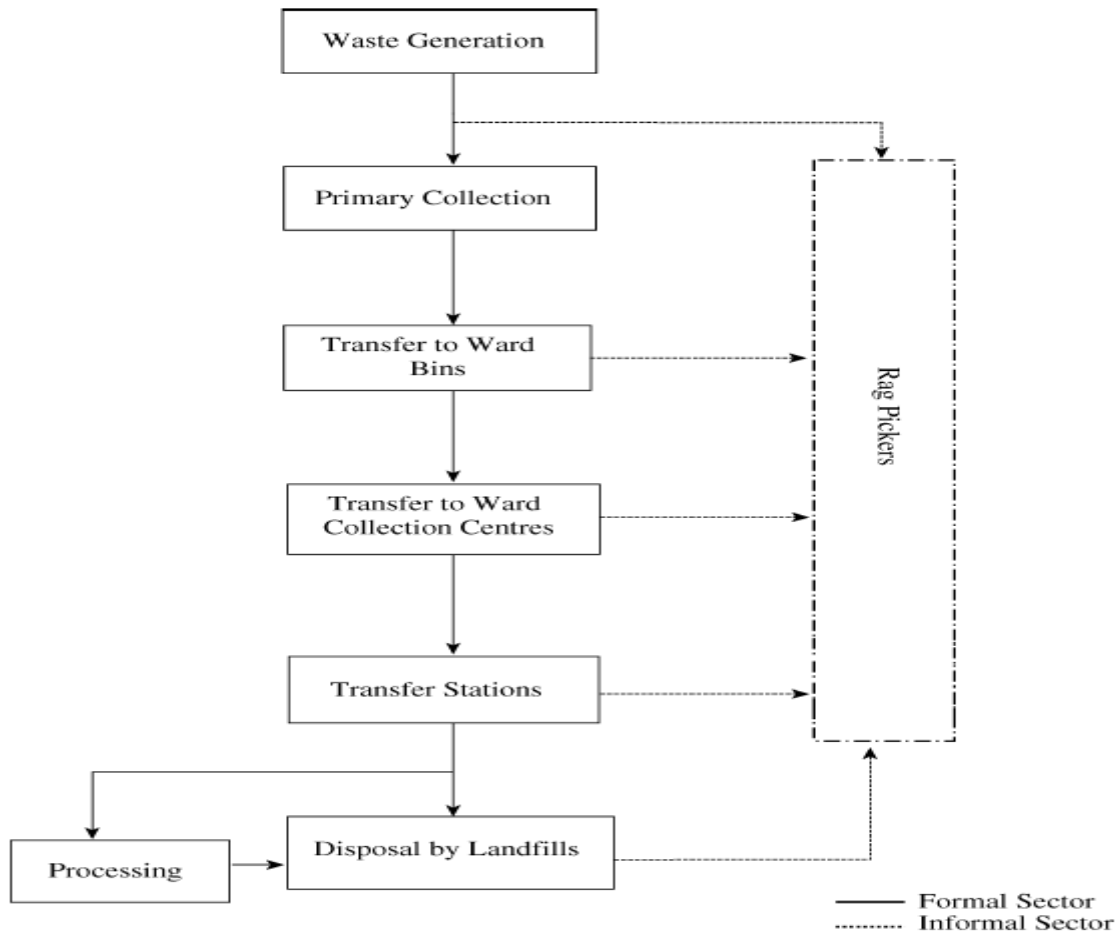 Waste Generation
Primary Collection
Transfer to Ward
Bins
Rag Pickers
Transfer to Ward
Collection Centres
Transfer Stations
Disposal by Landfills
Processing
Formal Sector
Informal Sector